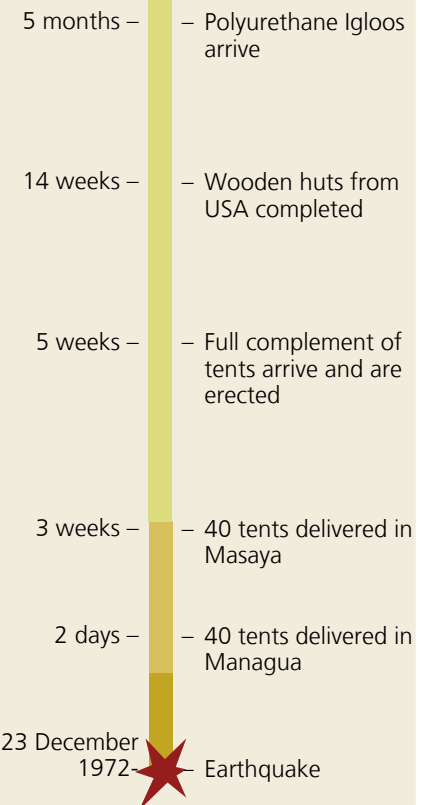 5 months –
– Polyurethane Igloos
arrive
14 weeks –
– Wooden huts from
USA completed
5 weeks –
– Full complement of
tents arrive and are
erected
3 weeks –
– 40 tents delivered in
Masaya
2 days –
– 40 tents delivered in
Managua
23 December
1972-
– Earthquake